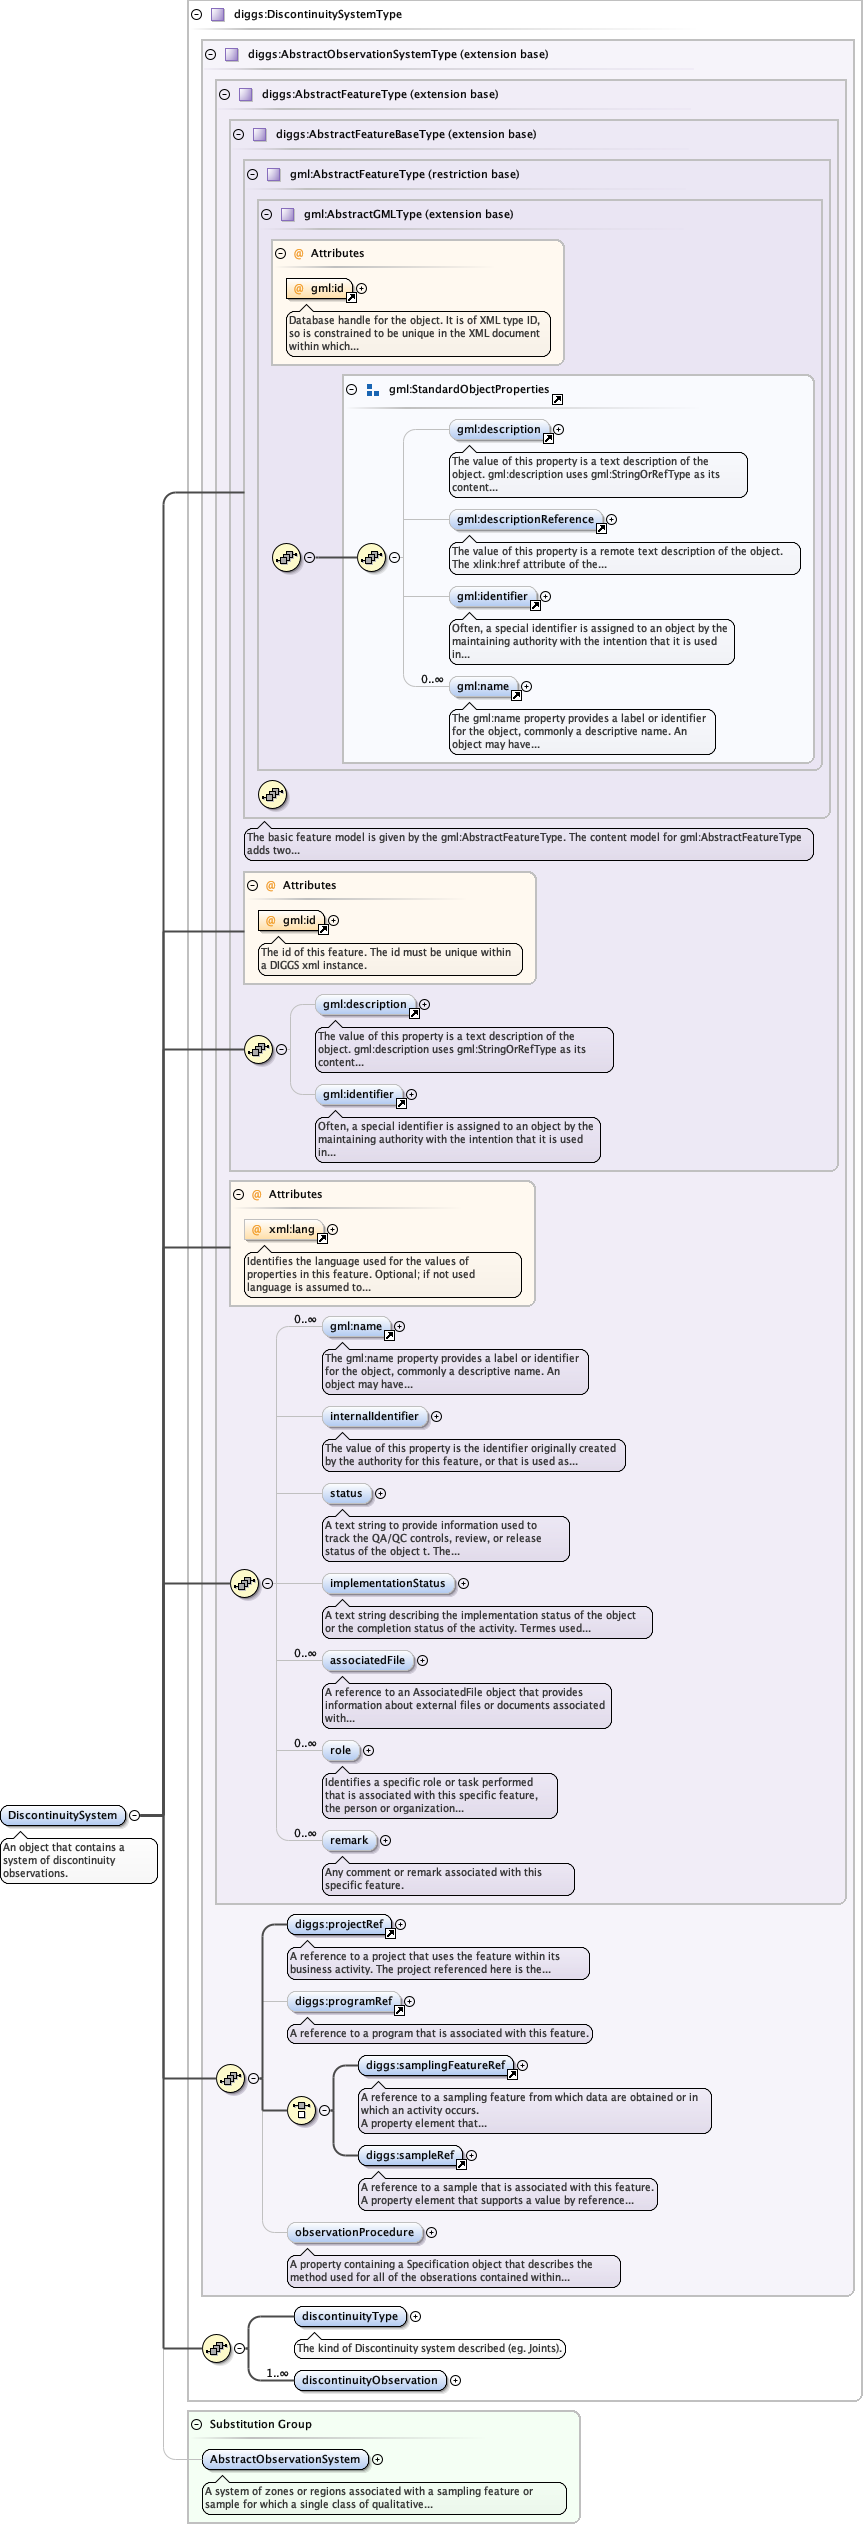 diggs:DiscontinuitySystemType
diggs:AbstractObservationSystemType (extension base)
diggs:AbstractFeatureType (extension base)
diggs:AbstractFeatureBaseType (extension base)
gml:AbstractFeatureType (restriction base)
gml:AbstractGMLType (extension base)
@ Attributes
@ gml:id
Database handle for the object. It is of XML type ID,
so is constrained to be unique in the XML document
within which...
gml:StandardObjectProperties
gml:description
The value of this property is a text description of the
object. gml:description uses gml:StringOrRefType as its
content...
gml:descriptionReference
The value of this property is a remote text description of the object.
The xlink:href attribute of the...
gml:identifier
Often, a special identifier is assigned to an object by the
maintaining authority with the intention that it is used
in...
0..∞
gml:name
The gml:name property provides a label or identifier
for the object, commonly a descriptive name. An
object may have...
The basic feature model is given by the gml:AbstractFeatureType. The content model for gml:AbstractFeatureType
adds two...
@ Attributes
@ gml:id
The id of this feature. The id must be unique within
a DIGGS xml instance.
gml:description
The value of this property is a text description of the
object. gml:description uses gml:StringOrRefType as its
content...
gml:identifier
Often, a special identifier is assigned to an object by the
maintaining authority with the intention that it is used
in...
@ Attributes
@ xml:lang
Identifies the language used for the values of
properties in this feature. Optional; if not used
language is assumed to...
0..∞
gml:name
The gml:name property provides a label or identifier
for the object, commonly a descriptive name. An
object may have...
internalIdentifier
The value of this property is the identifier originally created
by the authority for this feature, or that is used as...
status
A text string to provide information used to
track the QA/QC controls, review, or release
status of the object t. The...
implementationStatus
A text string describing the implementation status of the object
or the completion status of the activity. Termes used...
0..∞
associatedFile
A reference to an AssociatedFile object that provides
information about external files or documents associated
with...
0..∞
role
Identifies a specific role or task performed
that is associated with this specific feature,
the person or organization...
0..∞
remark
Any comment or remark associated with this
specific feature.
DiscontinuitySystem
An object that contains a
system of discontinuity
observations.
diggs:projectRef
A reference to a project that uses the feature within its
business activity. The project referenced here is the...
diggs:programRef
A reference to a program that is associated with this feature.
diggs:samplingFeatureRef
A reference to a sampling feature from which data are obtained or in
which an activity occurs.
A property element that...
diggs:sampleRef
A reference to a sample that is associated with this feature.
A property element that supports a value by reference...
observationProcedure
A property containing a Specification object that describes the
method used for all of the obserations contained within...
discontinuityType
The kind of Discontinuity system described (eg. Joints).
1..∞
discontinuityObservation
Substitution Group
AbstractObservationSystem
A system of zones or regions associated with a sampling feature or
sample for which a single class of qualitative...